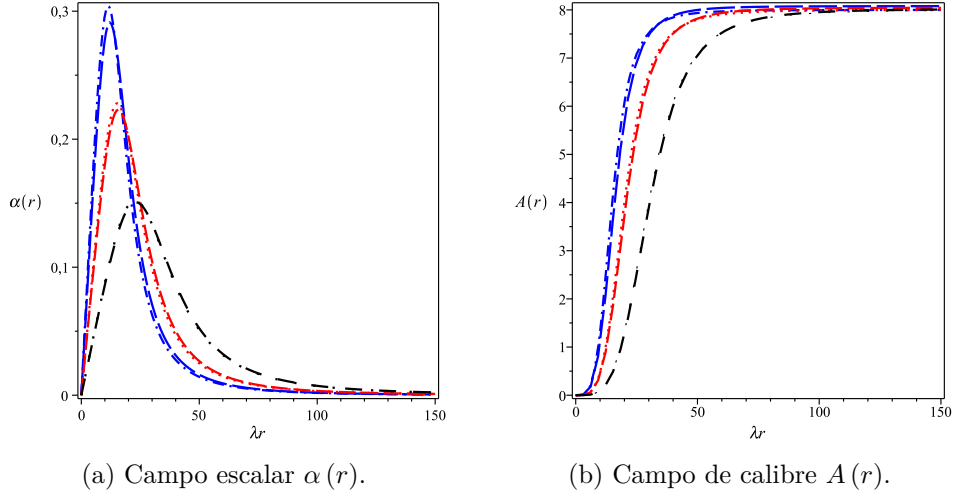 0,3
0,2
α(r)
0,1
0
0 50 100 150
λr
8
7
6
5
A(r)
4
3
2
1
0
0 50 100 150
λr
(a) Campo escalar α (r).
(b) Campo de calibre A (r).